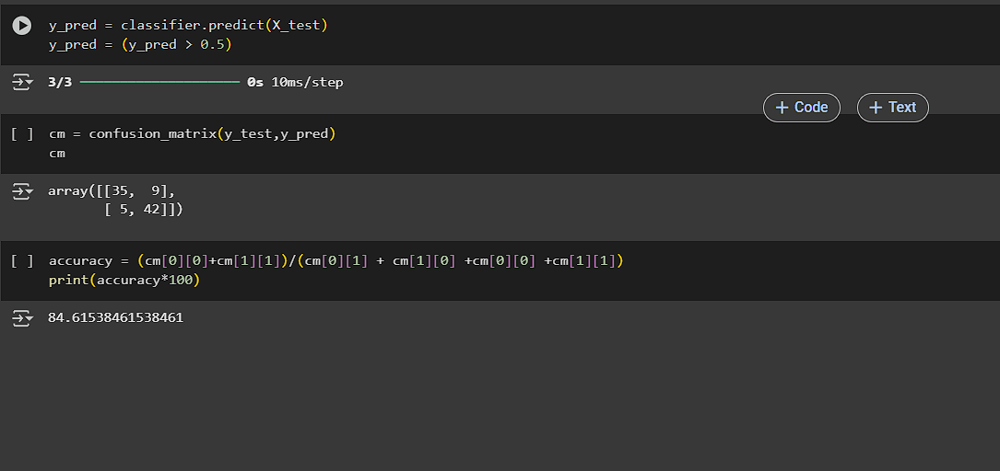 y_pred = classifier.predict(X_test)
y_pred = (y_pred > 0.5)
3/3 ━━━━━━━━━━━━━━━━━━━━ 0s 10ms/step
+ Code + Text
[ ] cm = confusion_matrix(y_test,y_pred)
cm
array([[35,  9],
       [ 5, 42]])
[ ] accuracy = (cm[0][0]+cm[1][1])/(cm[0][1] + cm[1][0] +cm[0][0] +cm[1][1])
print(accuracy*100)
84.61538461538461